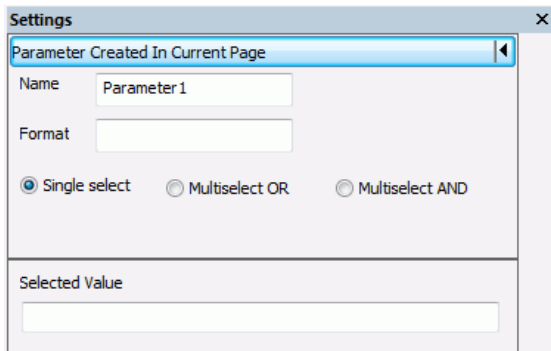 Settings
Parameter Created In Current Page
Name Parameter1
Format
Single select Multiselect OR Multiselect AND
Selected Value